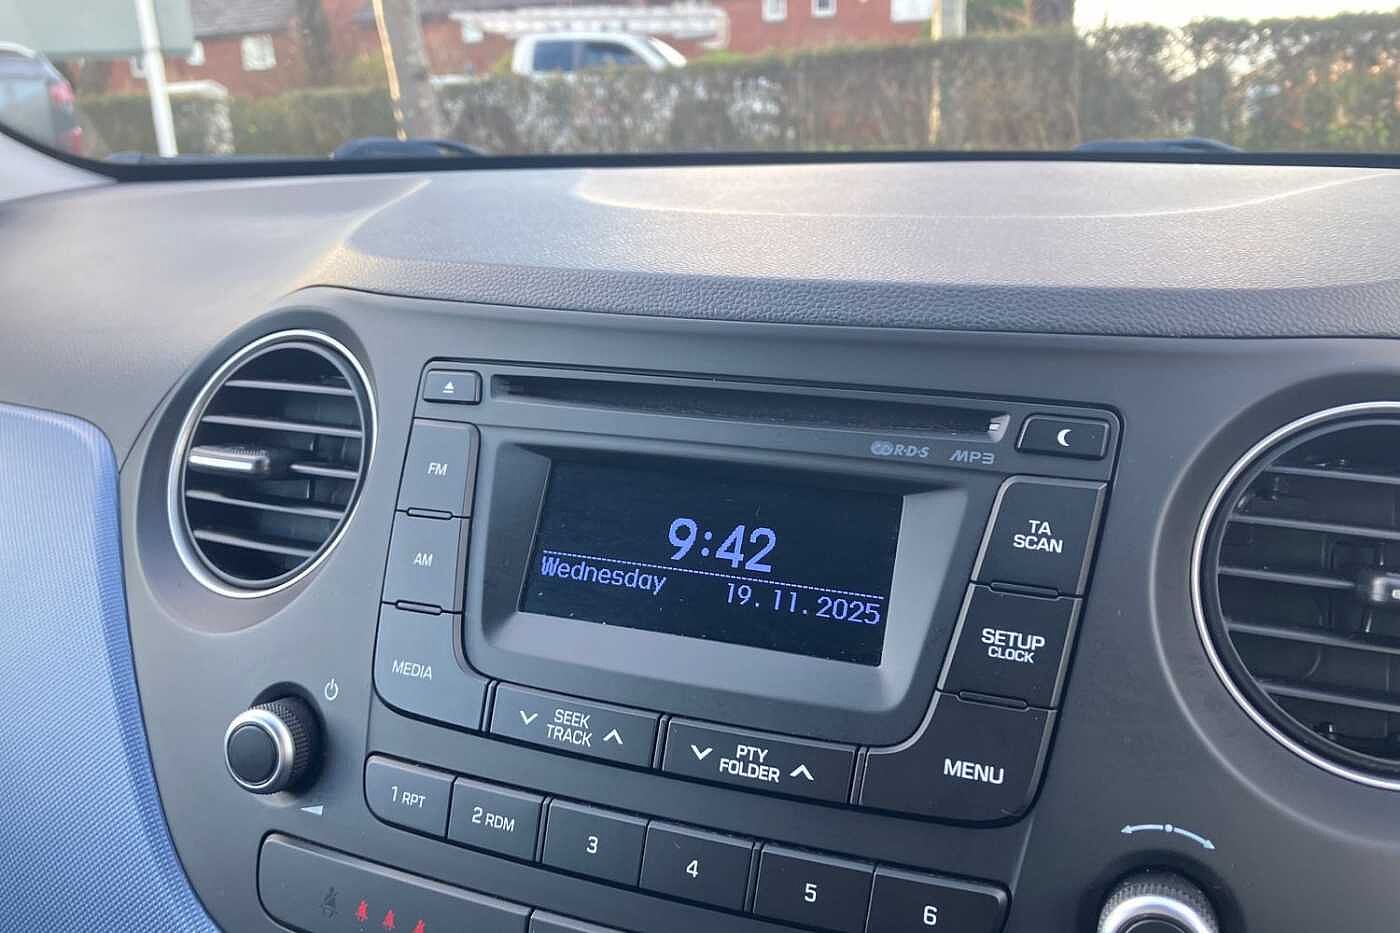 R·D·S MP3
FM
AM
MEDIA
9:42
Wednesday 19.11.2025
TA
SCAN
SETUP
CLOCK
SEEK
TRACK
PTY
FOLDER
MENU
1 RPT
2 RDM
3
4
5
6